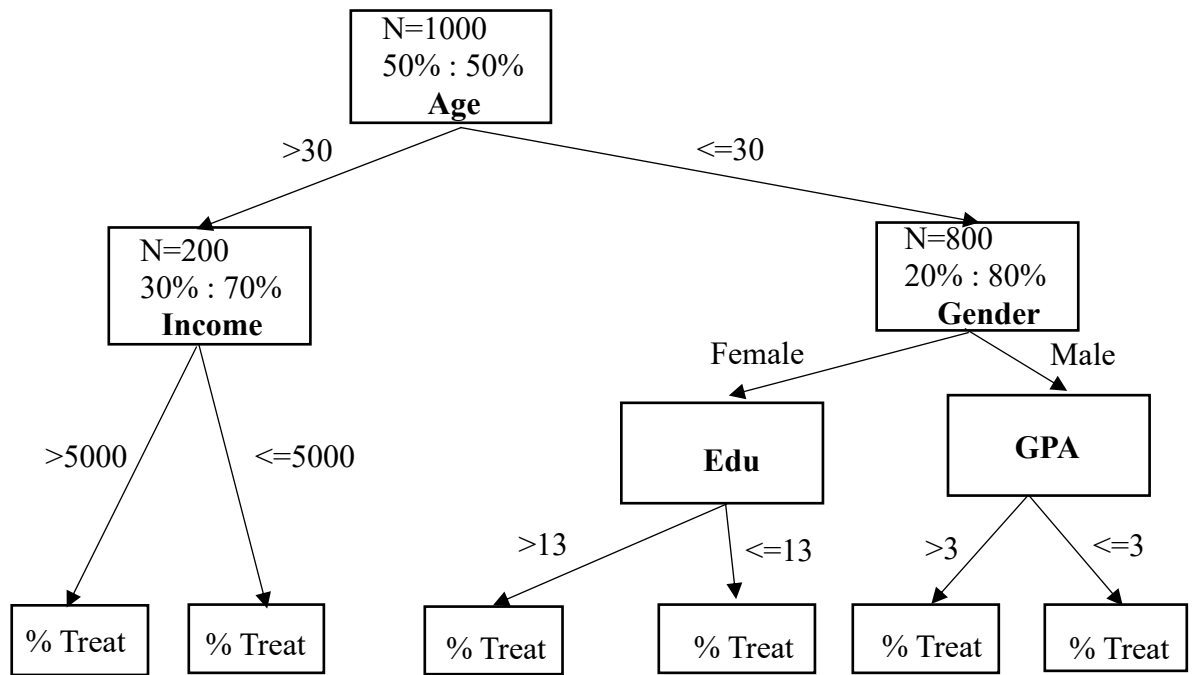 N=1000
50% : 50%
Age
>30
<=30
N=200
30% : 70%
Income
N=800
20% : 80%
Gender
Female
Male
>5000
<=5000
Edu
GPA
>13
<=13
>3
<=3
% Treat
% Treat
% Treat
% Treat
% Treat
% Treat